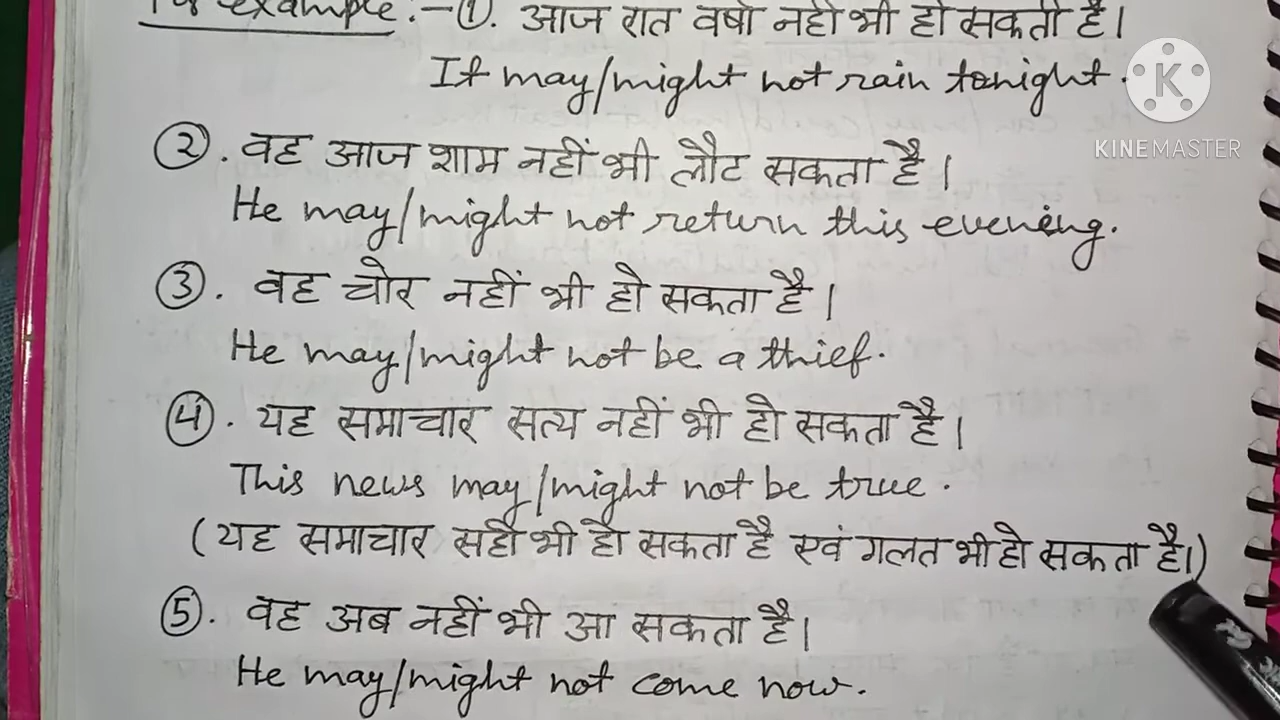 For example:-①. आज रात वर्षा नहीं भी हो सकती है।
It may/might not rain tonight.
②. वह आज शाम नहीं भी लौट सकता है।
He may/might not return this evening.
③. वह चोर नहीं भी हो सकता है।
He may/might not be a thief.
④. यह समाचार सत्य नहीं भी हो सकता है।
This news may/might not be true.
(यह समाचार सही भी हो सकता है एवं गलत भी हो सकता है।)
⑤. वह अब नहीं भी आ सकता है।
He may/might not come now.
K
KINEMASTER